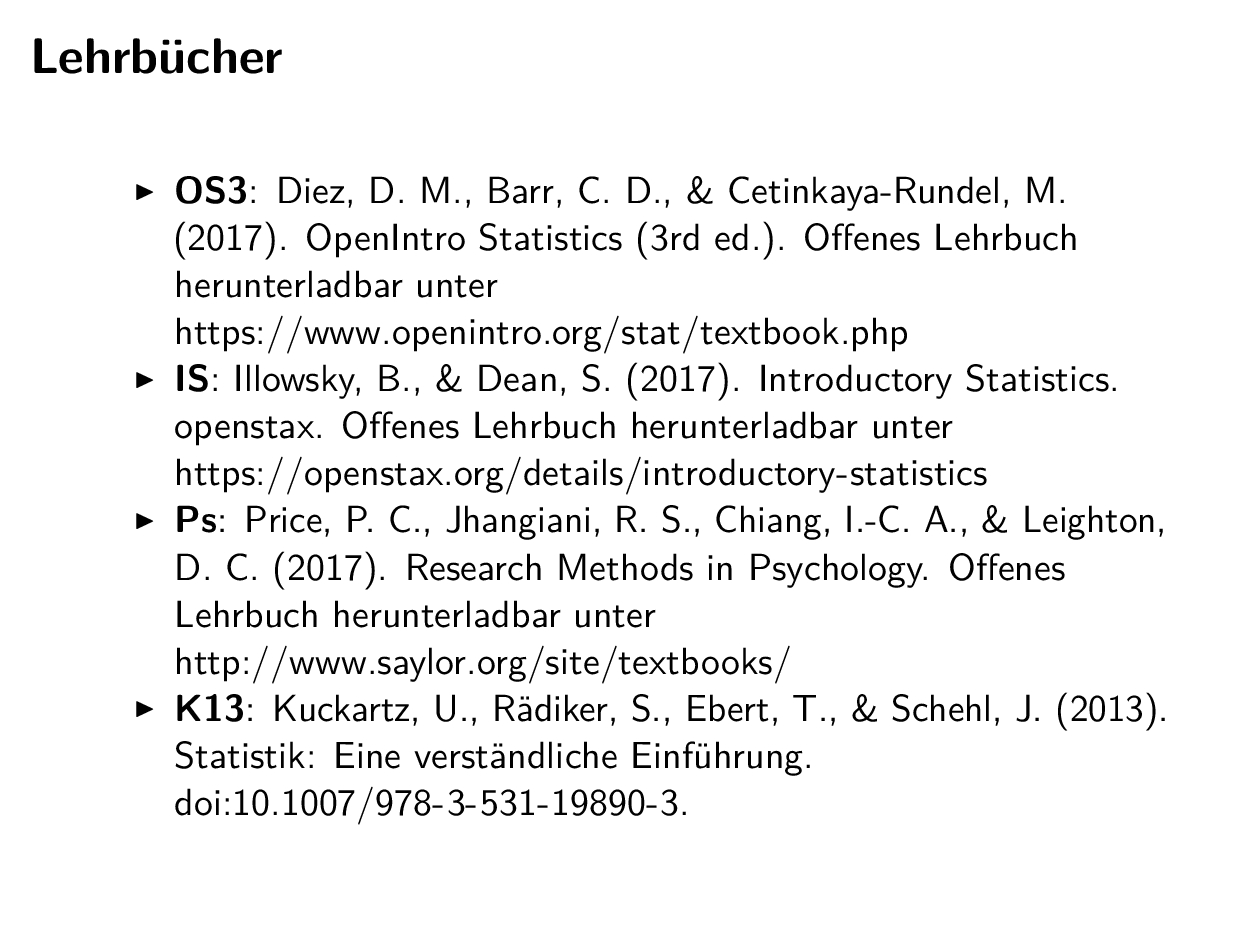 Lehrbücher
▶ OS3: Diez, D. M., Barr, C. D., & Cetinkaya-Rundel, M.
(2017). OpenIntro Statistics (3rd ed.). Offenes Lehrbuch
herunterladbar unter
https://www.openintro.org/stat/textbook.php
▶ IS: Illowsky, B., & Dean, S. (2017). Introductory Statistics.
openstax. Offenes Lehrbuch herunterladbar unter
https://openstax.org/details/introductory-statistics
▶ Ps: Price, P. C., Jhangiani, R. S., Chiang, I.-C. A., & Leighton,
D. C. (2017). Research Methods in Psychology. Offenes
Lehrbuch herunterladbar unter
http://www.saylor.org/site/textbooks/
▶ K13: Kuckartz, U., Rädiker, S., Ebert, T., & Schehl, J. (2013).
Statistik: Eine verständliche Einführung.
doi:10.1007/978-3-531-19890-3.